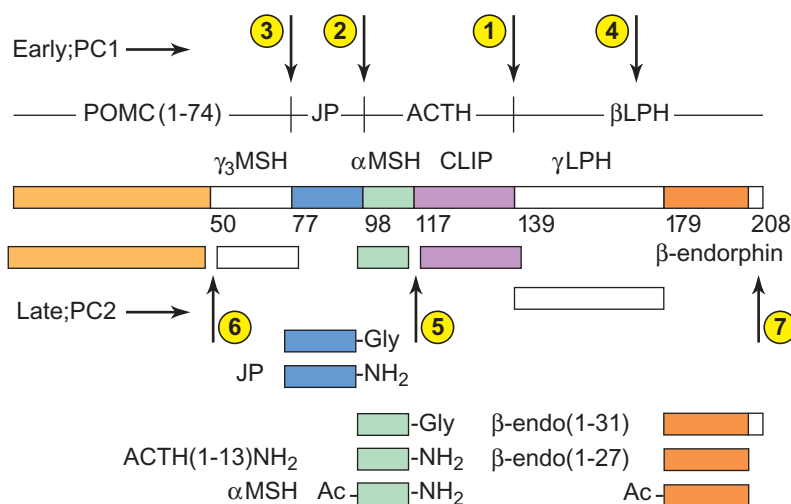 3 2 1 4
Early;PC1
POMC (1-74) JP ACTH βLPH
γ3MSH αMSH CLIP γLPH
50 77 98 117 139 179 208
β-endorphin
Late;PC2 6 5 7
-Gly
JP -NH2
-Gly β-endo(1-31)
ACTH(1-13)NH2 -NH2 β-endo(1-27)
αMSH Ac- -NH2 Ac-